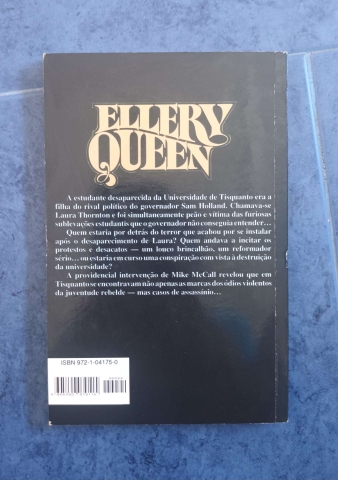 ELLERY
QUEEN
A estudante desaparecida da Universidade de Tisquanto era a
filha do rival político do governador Sam Holland. Chamava-se
Laura Thornton e foi simultaneamente peão e vítima das furiosas
sublevações estudantis que o governador não conseguia entender...
Quem estaria por detrás do terror que acabou por se instalar
após o desaparecimento de Laura? Quem andava a incitar os
protestos e desacatos — um louco brincalhão, um reformador
sério... ou estaria em curso uma conspiração com vista à destruição
da universidade?
A providencial intervenção de Mike McCall revelou que em
Tisquanto se encontravam não apenas as marcas dos ódios violentos
da juventude rebelde — mas casos de assassínio...
ISBN 972-1-04175-0